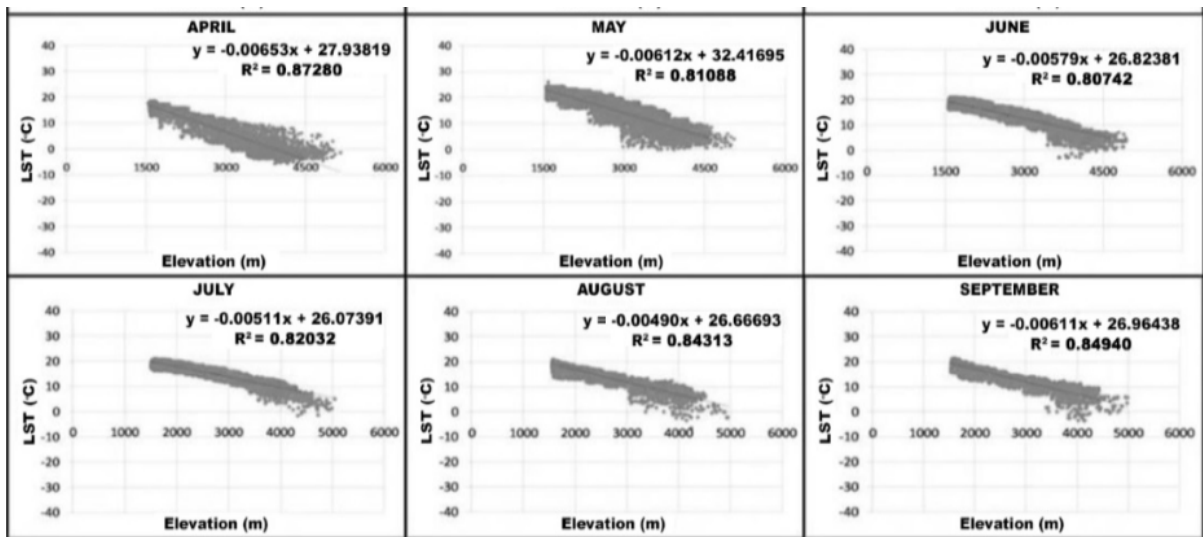 APRIL
y = -0.00653x + 27.93819
R² = 0.87280
40
30
20
10
0
-10
-20
-30
-40
0 1500 3000 4500 6000
LST (◦C)
Elevation (m)
MAY
y = -0.00612x + 32.41695
R² = 0.81088
40
30
20
10
0
-10
-20
-30
-40
0 1500 3000 4500 6000
LST (◦C)
Elevation (m)
JUNE
y = -0.00579x + 26.82381
R² = 0.80742
40
30
20
10
0
-10
-20
-30
-40
0 1500 3000 4500 6000
LST (◦C)
Elevation (m)
JULY
y = -0.00511x + 26.07391
R² = 0.82032
40
30
20
10
0
-10
-20
-30
-40
0 1000 2000 3000 4000 5000 6000
LST (◦C)
Elevation (m)
AUGUST
y = -0.00490x + 26.66693
R² = 0.84313
40
30
20
10
0
-10
-20
-30
-40
0 1000 2000 3000 4000 5000 6000
LST (◦C)
Elevation (m)
SEPTEMBER
y = -0.00611x + 26.96438
R² = 0.84940
40
30
20
10
0
-10
-20
-30
-40
0 1000 2000 3000 4000 5000 6000
LST (◦C)
Elevation (m)